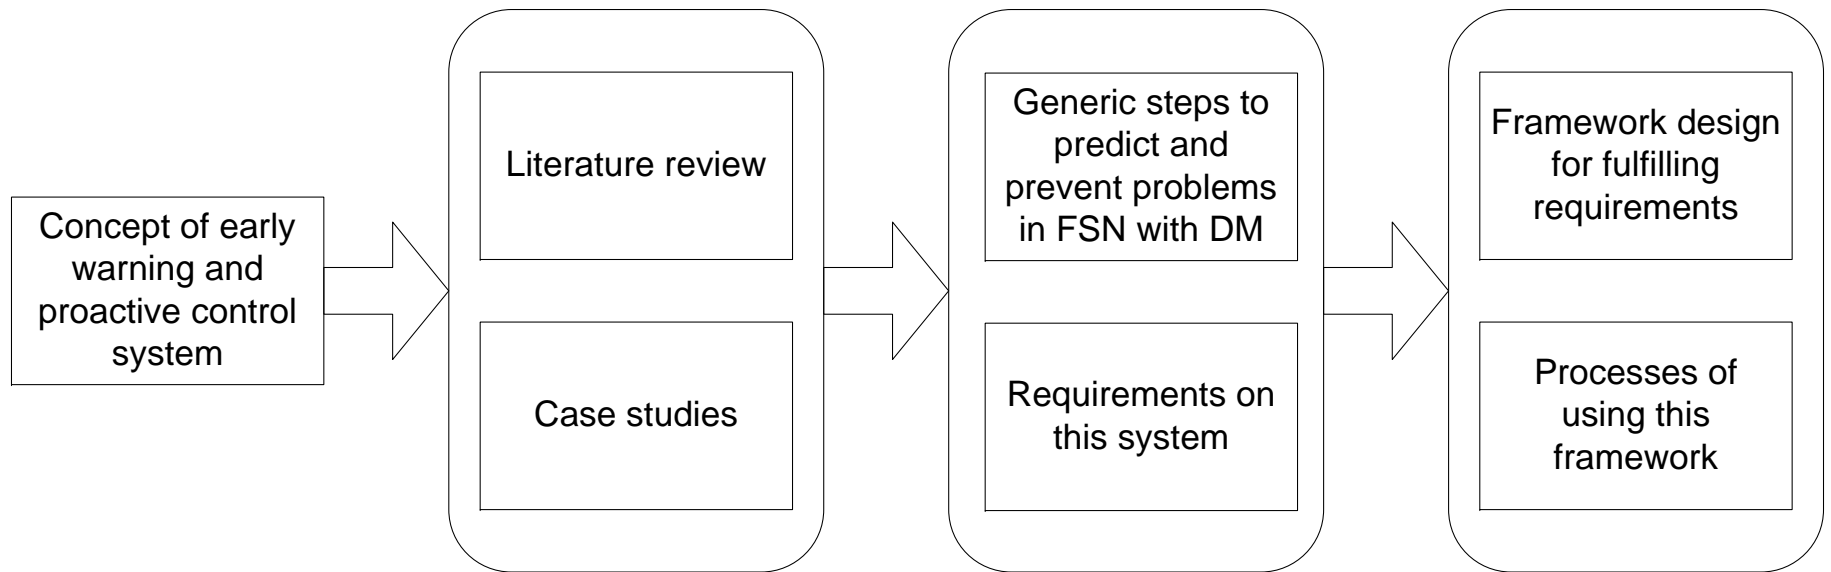 Concept of early
warning and
proactive control
system
Literature review
Case studies
Generic steps to
predict and
prevent problems
in FSN with DM
Requirements on
this system
Framework design
for fulfilling
requirements
Processes of
using this
framework